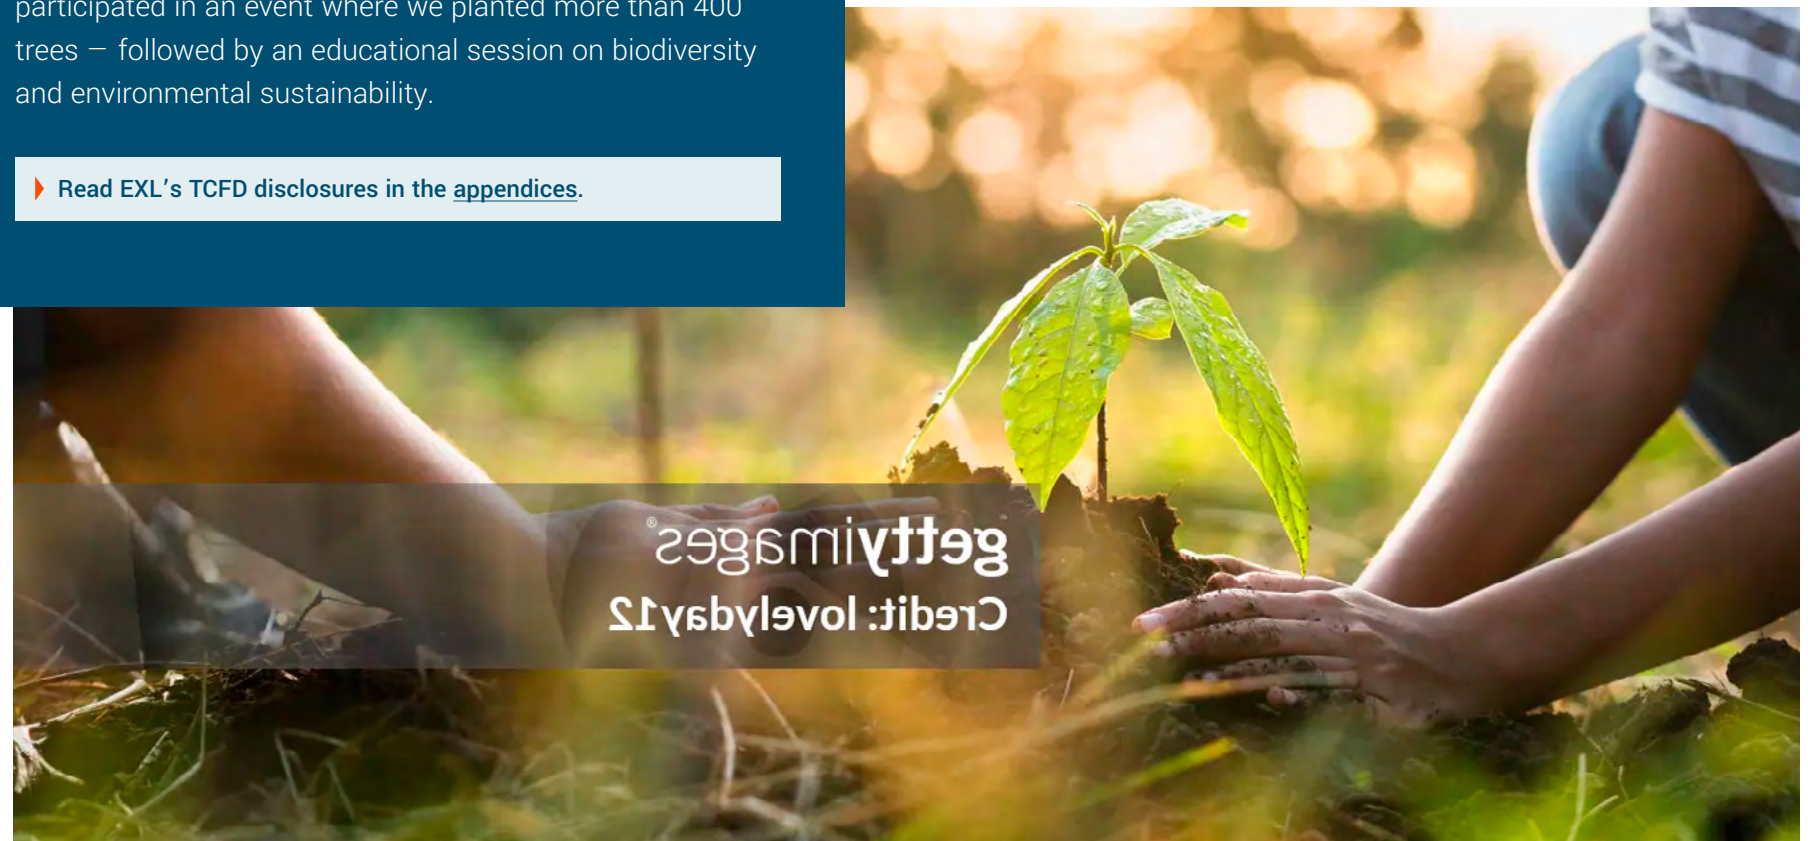 participated in an event where we planted more than 400
trees — followed by an educational session on biodiversity
and environmental sustainability.
Read EXL's TCFD disclosures in the appendices.
gettyimages®
Credit: lovelyday12